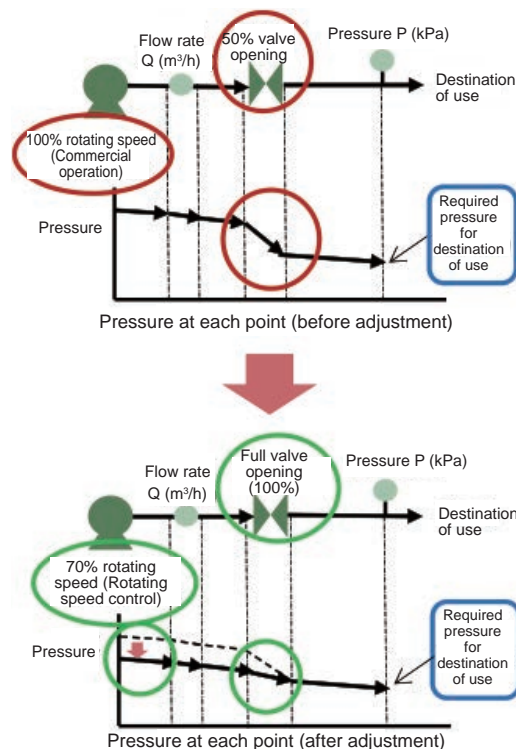 Flow rate
Q (m³/h)
50% valve
opening
Pressure P (kPa)
Destination
of use
100% rotating speed
(Commercial
operation)
Pressure
Required
pressure
for
destination
of use
Pressure at each point (before adjustment)
Flow rate
Q (m³/h)
Full valve
opening
(100%)
Pressure P (kPa)
Destination
of use
70% rotating
speed (Rotating
speed control)
Pressure
Required
pressure
for
destination
of use
Pressure at each point (after adjustment)